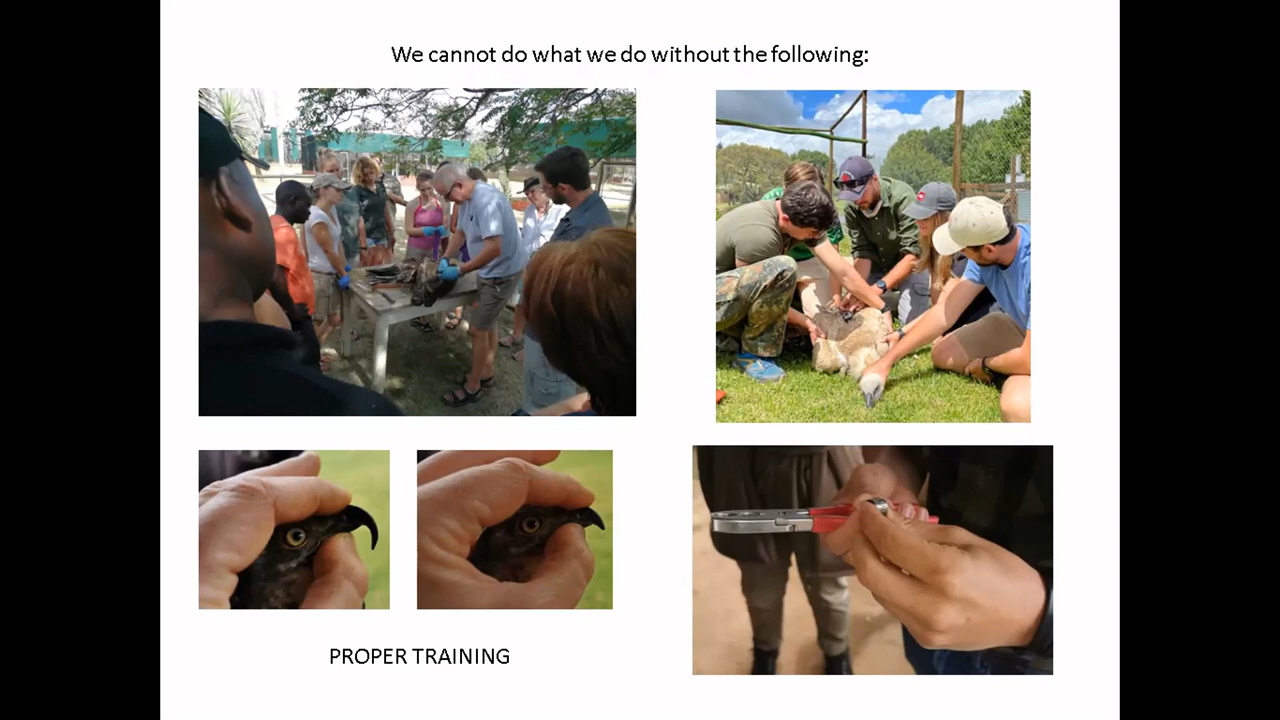 We cannot do what we do without the following:
PROPER TRAINING